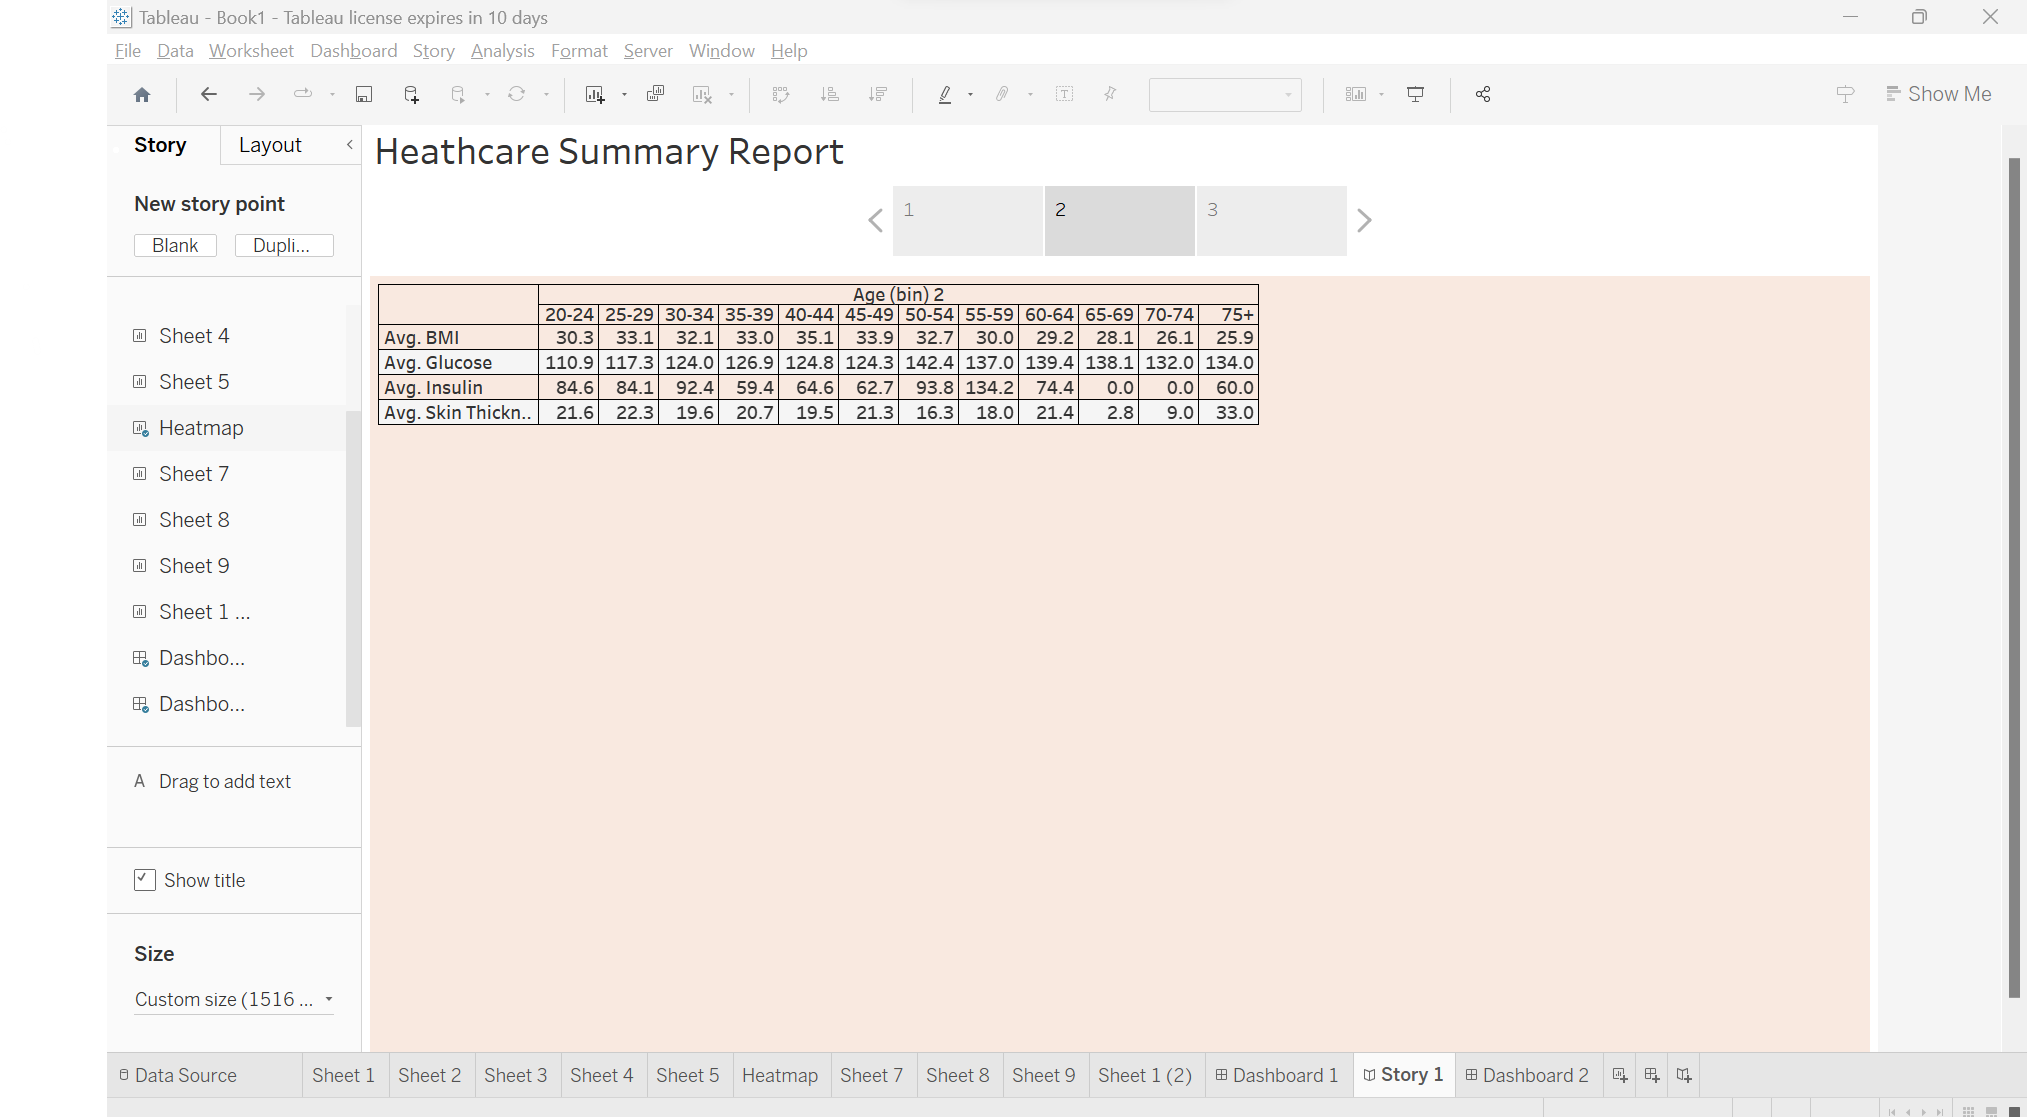 Tableau - Book1 - Tableau license expires in 10 days
File Data Worksheet Dashboard Story Analysis Format Server Window Help
Show Me
Story Layout
Heathcare Summary Report
New story point
Blank Dupli...
1 2 3
Age (bin) 2
20-24 25-29 30-34 35-39 40-44 45-49 50-54 55-59 60-64 65-69 70-74 75+
Avg. BMI 30.3 33.1 32.1 33.0 35.1 33.9 32.7 30.0 29.2 28.1 26.1 25.9
Avg. Glucose 110.9 117.3 124.0 126.9 124.8 124.3 142.4 137.0 139.4 138.1 132.0 134.0
Avg. Insulin 84.6 84.1 92.4 59.4 64.6 62.7 93.8 134.2 74.4 0.0 0.0 60.0
Avg. Skin Thickn.. 21.6 22.3 19.6 20.7 19.5 21.3 16.3 18.0 21.4 2.8 9.0 33.0
Sheet 4
Sheet 5
Heatmap
Sheet 7
Sheet 8
Sheet 9
Sheet 1 ...
Dashbo...
Dashbo...
A Drag to add text
Show title
Size
Custom size (1516 ...
Data Source Sheet 1 Sheet 2 Sheet 3 Sheet 4 Sheet 5 Heatmap Sheet 7 Sheet 8 Sheet 9 Sheet 1 (2) Dashboard 1 Story 1 Dashboard 2